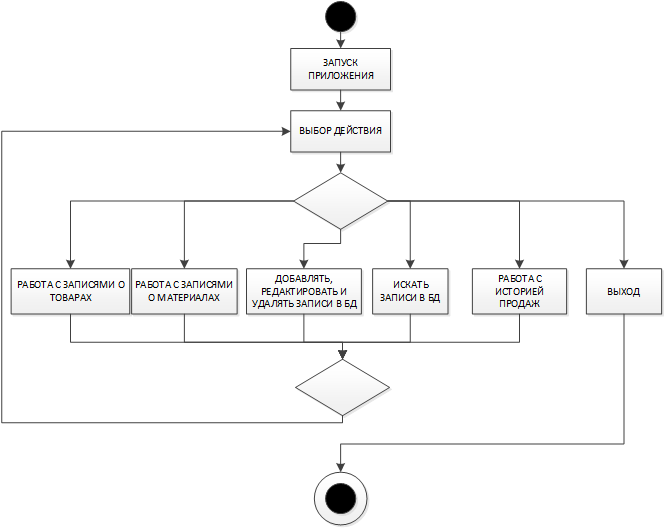 ЗАПУСК
ПРИЛОЖЕНИЯ
ВЫБОР ДЕЙСТВИЯ
РАБОТА С ЗАПИСЯМИ О
ТОВАРАХ
РАБОТА С ЗАПИСЯМИ
О МАТЕРИАЛАХ
ДОБАВЛЯТЬ,
РЕДАКТИРОВАТЬ И
УДАЛЯТЬ ЗАПИСИ В БД
ИСКАТЬ
ЗАПИСИ В БД
РАБОТА С
ИСТОРИЕЙ
ПРОДАЖ
ВЫХОД